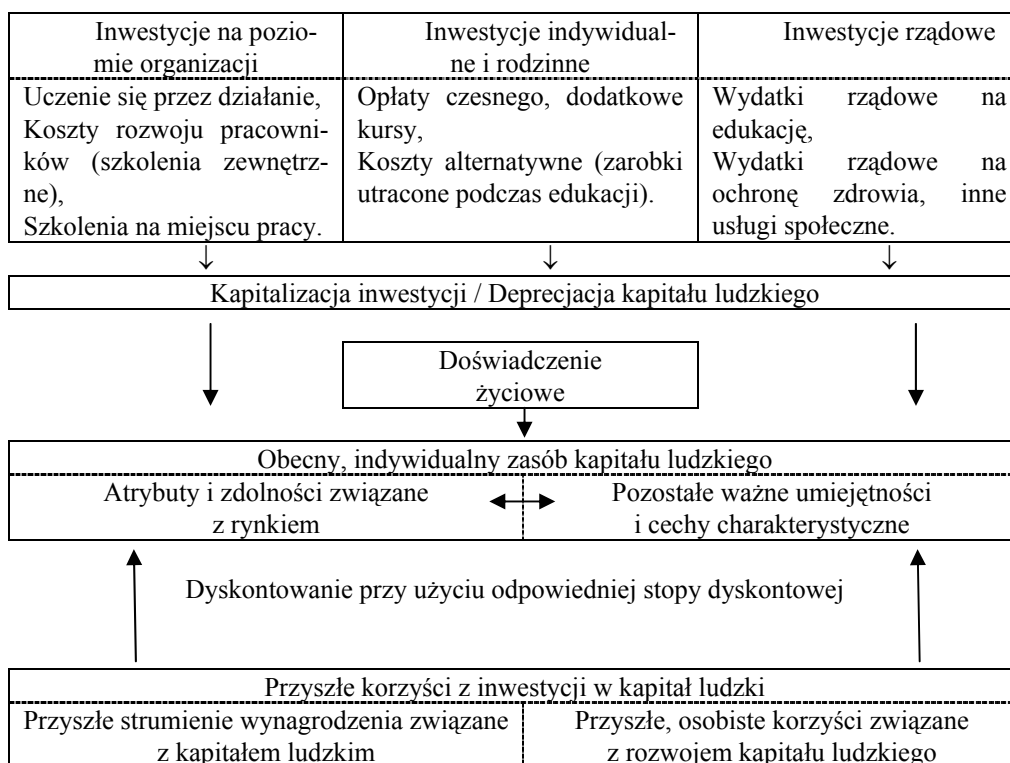 Inwestycje na pozio-
mie organizacji
Inwestycje indywidual-
ne i rodzinne
Inwestycje rządowe
Uczenie się przez działanie,
Koszty rozwoju pracowni-
ków (szkolenia zewnętrz-
ne),
Szkolenia na miejscu pracy.
Opłaty czesnego, dodatkowe
kursy,
Koszty alternatywne (zarobki
utracone podczas edukacji).
Wydatki rządowe na
edukację,
Wydatki rządowe na
ochronę zdrowia, inne
usługi społeczne.
Kapitalizacja inwestycji / Deprecjacja kapitału ludzkiego
Doświadczenie
życiowe
Obecny, indywidualny zasób kapitału ludzkiego
Atrybuty i zdolności związane
z rynkiem
Pozostałe ważne umiejętności
i cechy charakterystyczne
Dyskontowanie przy użyciu odpowiedniej stopy dyskontowej
Przyszłe korzyści z inwestycji w kapitał ludzki
Przyszłe strumienie wynagrodzenia związane
z kapitałem ludzkim
Przyszłe, osobiste korzyści związane
z rozwojem kapitału ludzkiego